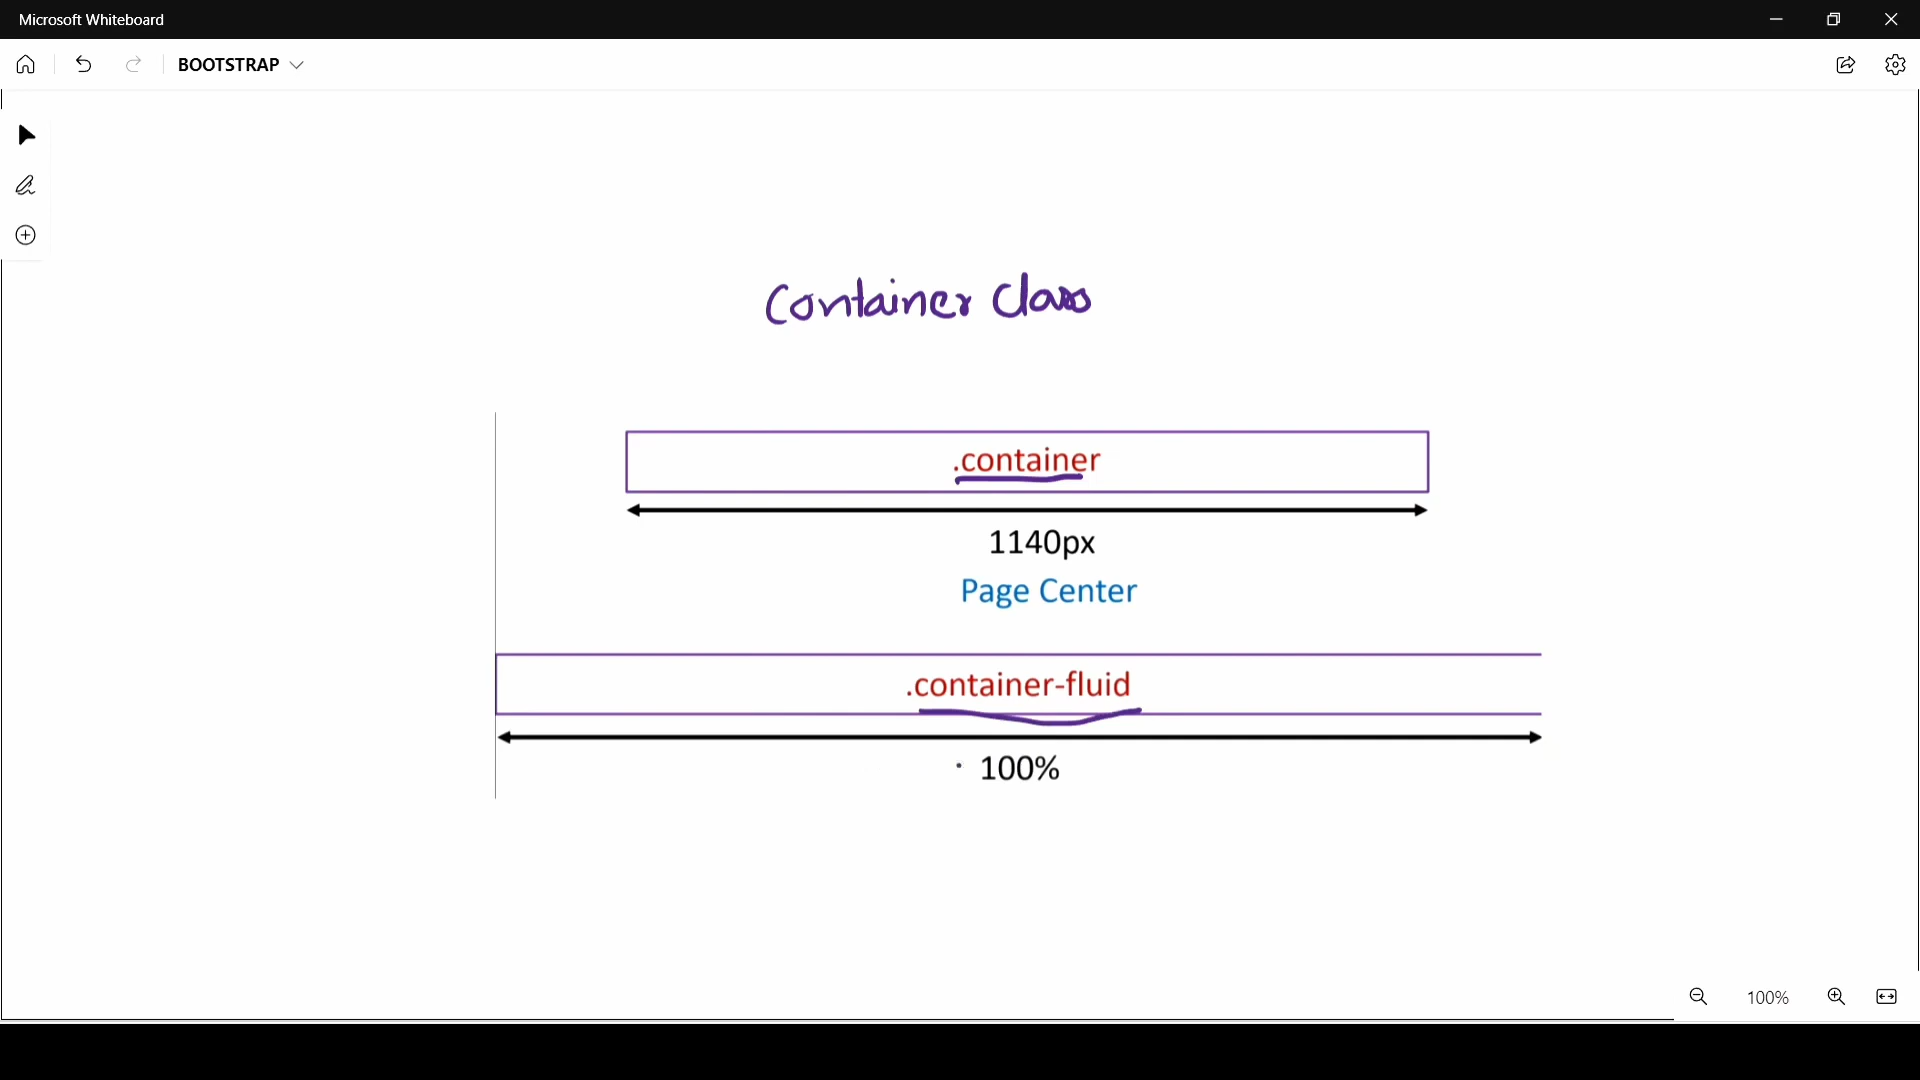 Microsoft Whiteboard
BOOTSTRAP
Container Class
.container
1140px
Page Center
.container-fluid
100%
100%